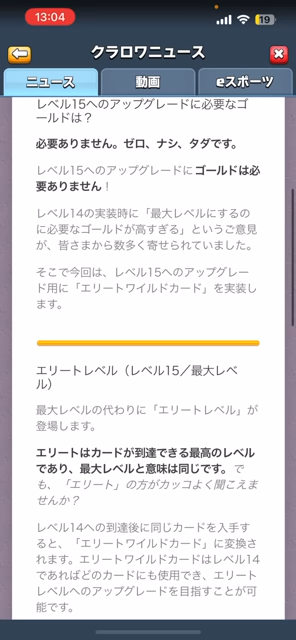 13:04
19
クラロワニュース
ニュース
動画
eスポーツ
レベル15へのアップグレードに必要なゴ
ールドは？
必要ありません。ゼロ、ナシ、タダです。
レベル15へのアップグレードにゴールドは必
要ありません！
レベル14の実装時に「最大レベルにするの
に必要なゴールドが高すぎる」というご意見
が、皆さまから数多く寄せられていました。
そこで今回は、レベル15へのアップグレー
ド用に「エリートワイルドカード」を実装し
ます。
エリートレベル（レベル15／最大レベ
ル）
最大レベルの代わりに「エリートレベル」が
登場します。
エリートはカードが到達できる最高のレベル
であり、最大レベルと意味は同じです。で
も、「エリート」の方がカッコよく聞こえま
せんか？
レベル14への到達後に同じカードを入手す
ると、「エリートワイルドカード」に変換さ
れます。エリートワイルドカードはレベル14
であればどのカードにも使用でき、エリート
レベルへのアップグレードを目指すことが可
能です。